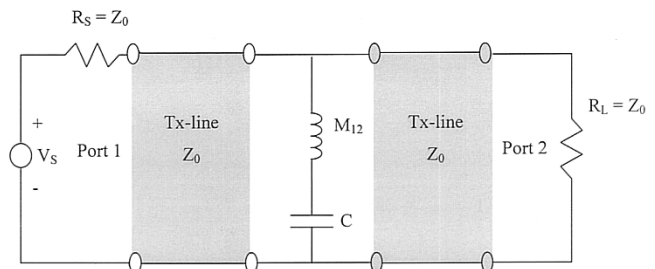 R_S = Z_0
+
V_S
-
Port 1
Tx-line
Z_0
M_12
C
Tx-line
Z_0
Port 2
R_L = Z_0